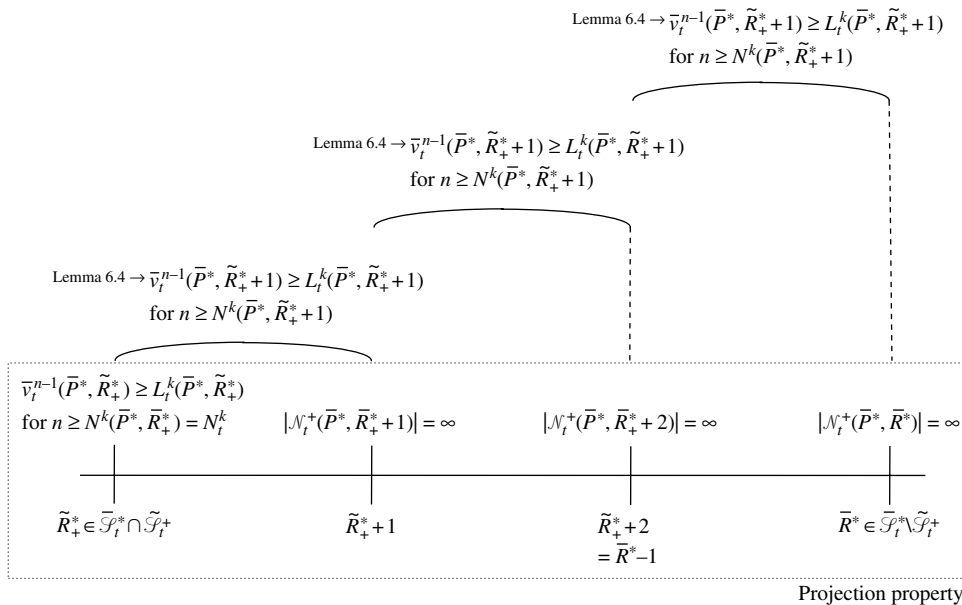 Lemma 6.4 → v̄ₜⁿ⁻¹(P̄*, R̃₊*+1) ≥ Lₜᵏ(P̄*, R̃₊*+1)
for n ≥ Nᵏ(P̄*, R̃₊*+1)
Lemma 6.4 → v̄ₜⁿ⁻¹(P̄*, R̃₊*+1) ≥ Lₜᵏ(P̄*, R̃₊*+1)
for n ≥ Nᵏ(P̄*, R̃₊*+1)
Lemma 6.4 → v̄ₜⁿ⁻¹(P̄*, R̃₊*+1) ≥ Lₜᵏ(P̄*, R̃₊*+1)
for n ≥ Nᵏ(P̄*, R̃₊*+1)
v̄ₜⁿ⁻¹(P̄*, R̃₊*) ≥ Lₜᵏ(P̄*, R̃₊*)
for n ≥ Nᵏ(P̄*, R̄₊*) = Nₜᵏ
|𝒩ₜ⁺(P̄*, R̄₊*+1)| = ∞
|𝒩ₜ⁺(P̄*, R̄₊*+2)| = ∞
|𝒩ₜ⁺(P̄*, R̄*)| = ∞
R̃₊* ∈ 𝒮̄ₜ* ∩ 𝒮̃ₜ⁺
R̃₊*+1
R̃₊*+2
= R̄*–1
R̄* ∈ 𝒮̄ₜ*\𝒮̃ₜ⁺
Projection property